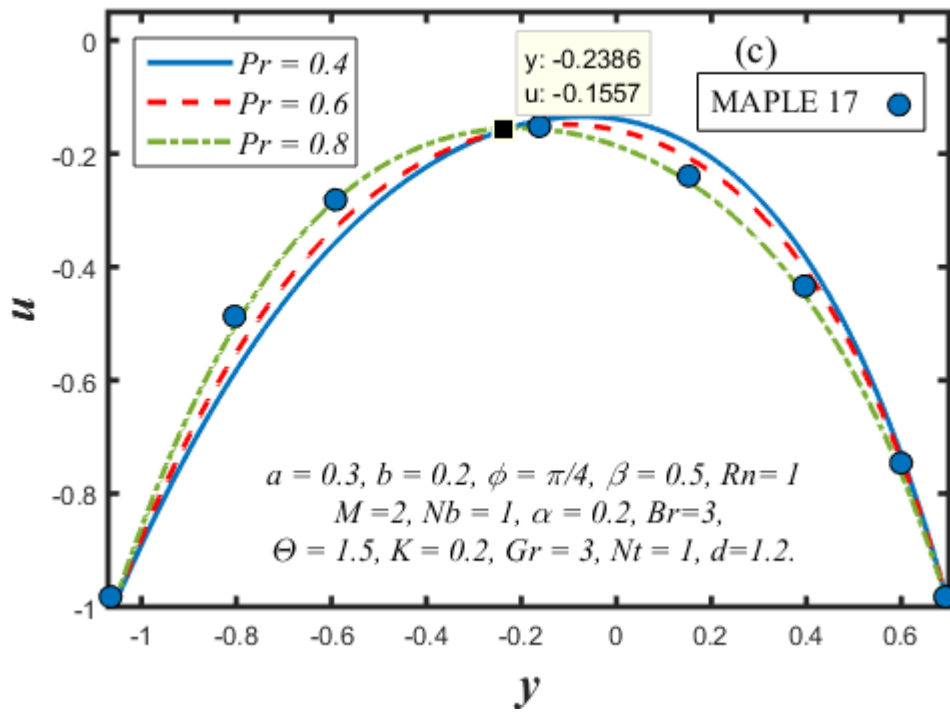 Pr = 0.4
Pr = 0.6
Pr = 0.8
y: -0.2386
u: -0.1557
(c)
MAPLE 17
0
-0.2
-0.4
-0.6
-0.8
-1
u
a = 0.3, b = 0.2, ϕ = π/4, β = 0.5, Rn= 1
M =2, Nb = 1, α = 0.2, Br=3,
Θ = 1.5, K = 0.2, Gr = 3, Nt = 1, d=1.2.
-1 -0.8 -0.6 -0.4 -0.2 0 0.2 0.4 0.6
y